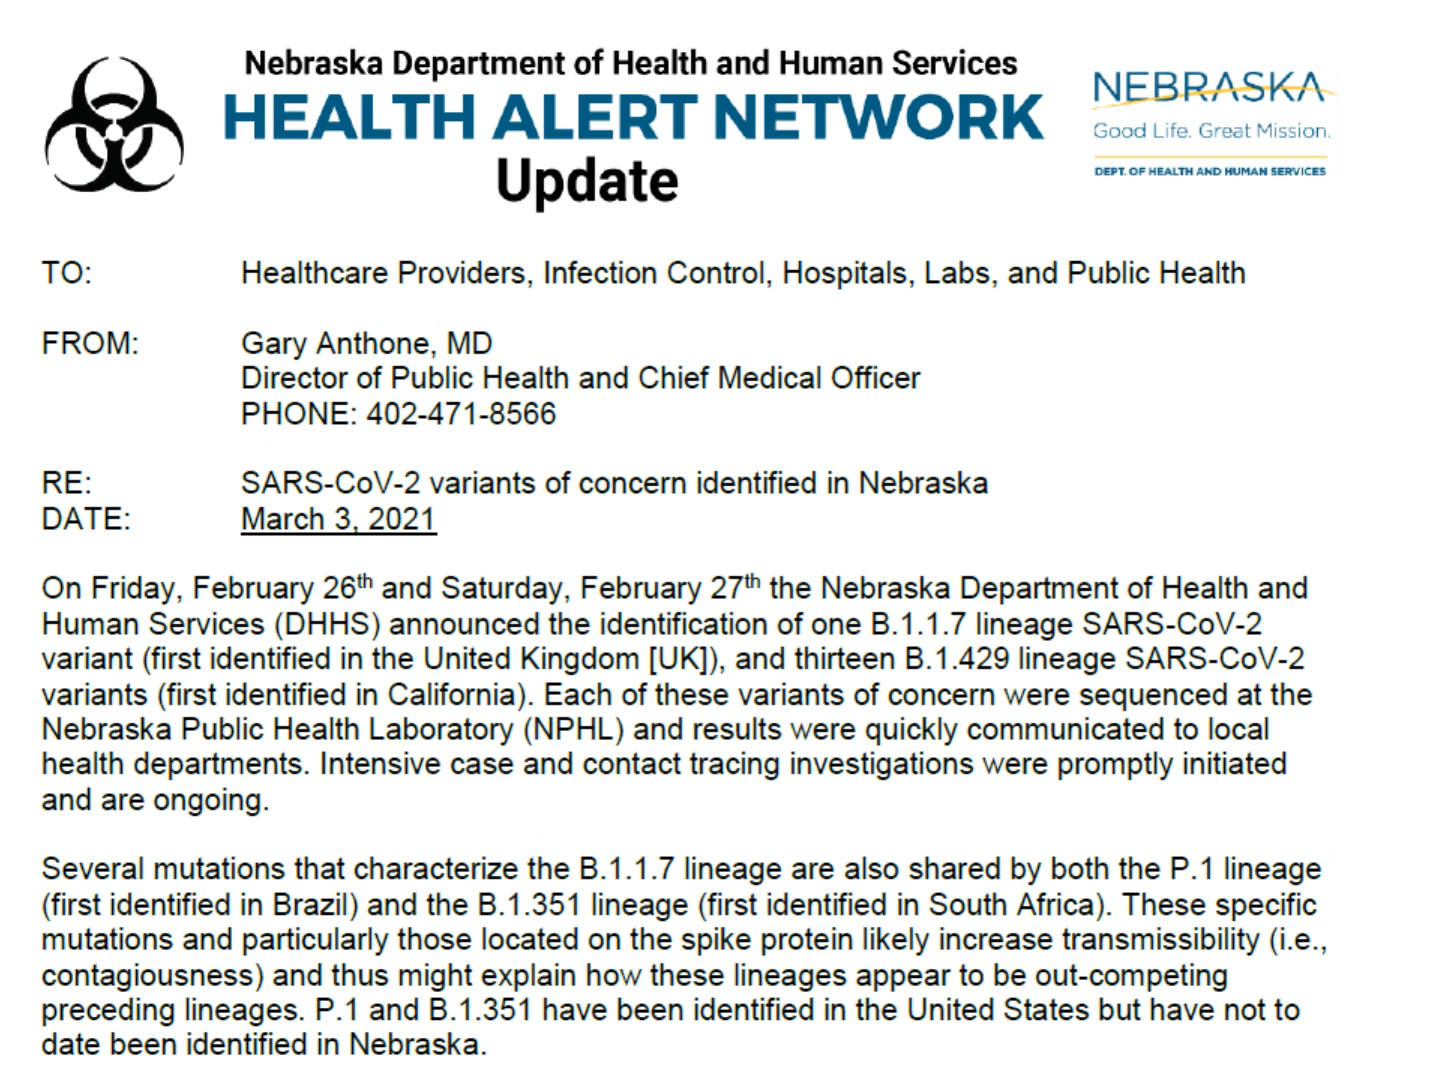 Nebraska Department of Health and Human Services
HEALTH ALERT NETWORK
Update
NEBRASKA
Good Life. Great Mission.
DEPT. OF HEALTH AND HUMAN SERVICES
TO: Healthcare Providers, Infection Control, Hospitals, Labs, and Public Health
FROM: Gary Anthone, MD
Director of Public Health and Chief Medical Officer
PHONE: 402-471-8566
RE: SARS-CoV-2 variants of concern identified in Nebraska
DATE: March 3, 2021
On Friday, February 26th and Saturday, February 27th the Nebraska Department of Health and
Human Services (DHHS) announced the identification of one B.1.1.7 lineage SARS-CoV-2
variant (first identified in the United Kingdom [UK]), and thirteen B.1.429 lineage SARS-CoV-2
variants (first identified in California). Each of these variants of concern were sequenced at the
Nebraska Public Health Laboratory (NPHL) and results were quickly communicated to local
health departments. Intensive case and contact tracing investigations were promptly initiated
and are ongoing.
Several mutations that characterize the B.1.1.7 lineage are also shared by both the P.1 lineage
(first identified in Brazil) and the B.1.351 lineage (first identified in South Africa). These specific
mutations and particularly those located on the spike protein likely increase transmissibility (i.e.,
contagiousness) and thus might explain how these lineages appear to be out-competing
preceding lineages. P.1 and B.1.351 have been identified in the United States but have not to
date been identified in Nebraska.